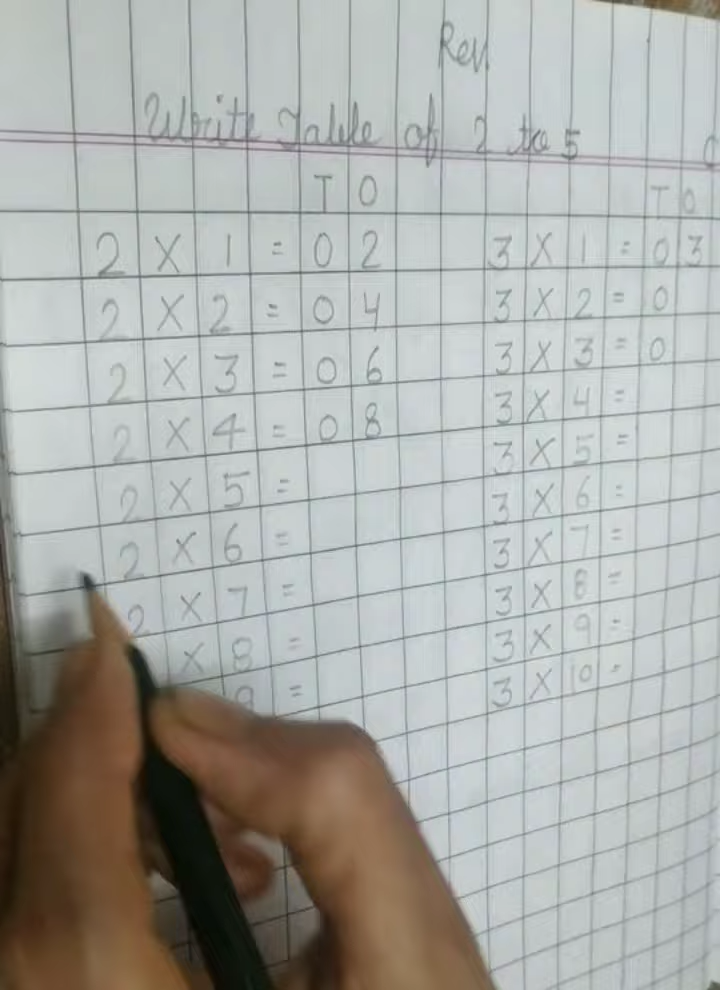 Rev
Write Table of 2 to 5
T O T O
2 X 1 = 0 2 3 X 1 = 0 3
2 X 2 = 0 4 3 X 2 = 0
2 X 3 = 0 6 3 X 3 = 0
2 X 4 = 0 8 3 X 4 =
2 X 5 = 3 X 5 =
2 X 6 = 3 X 6 =
2 X 7 = 3 X 7 =
X 8 = 3 X 8 =
9 = 3 X 9 =
3 X 10 =